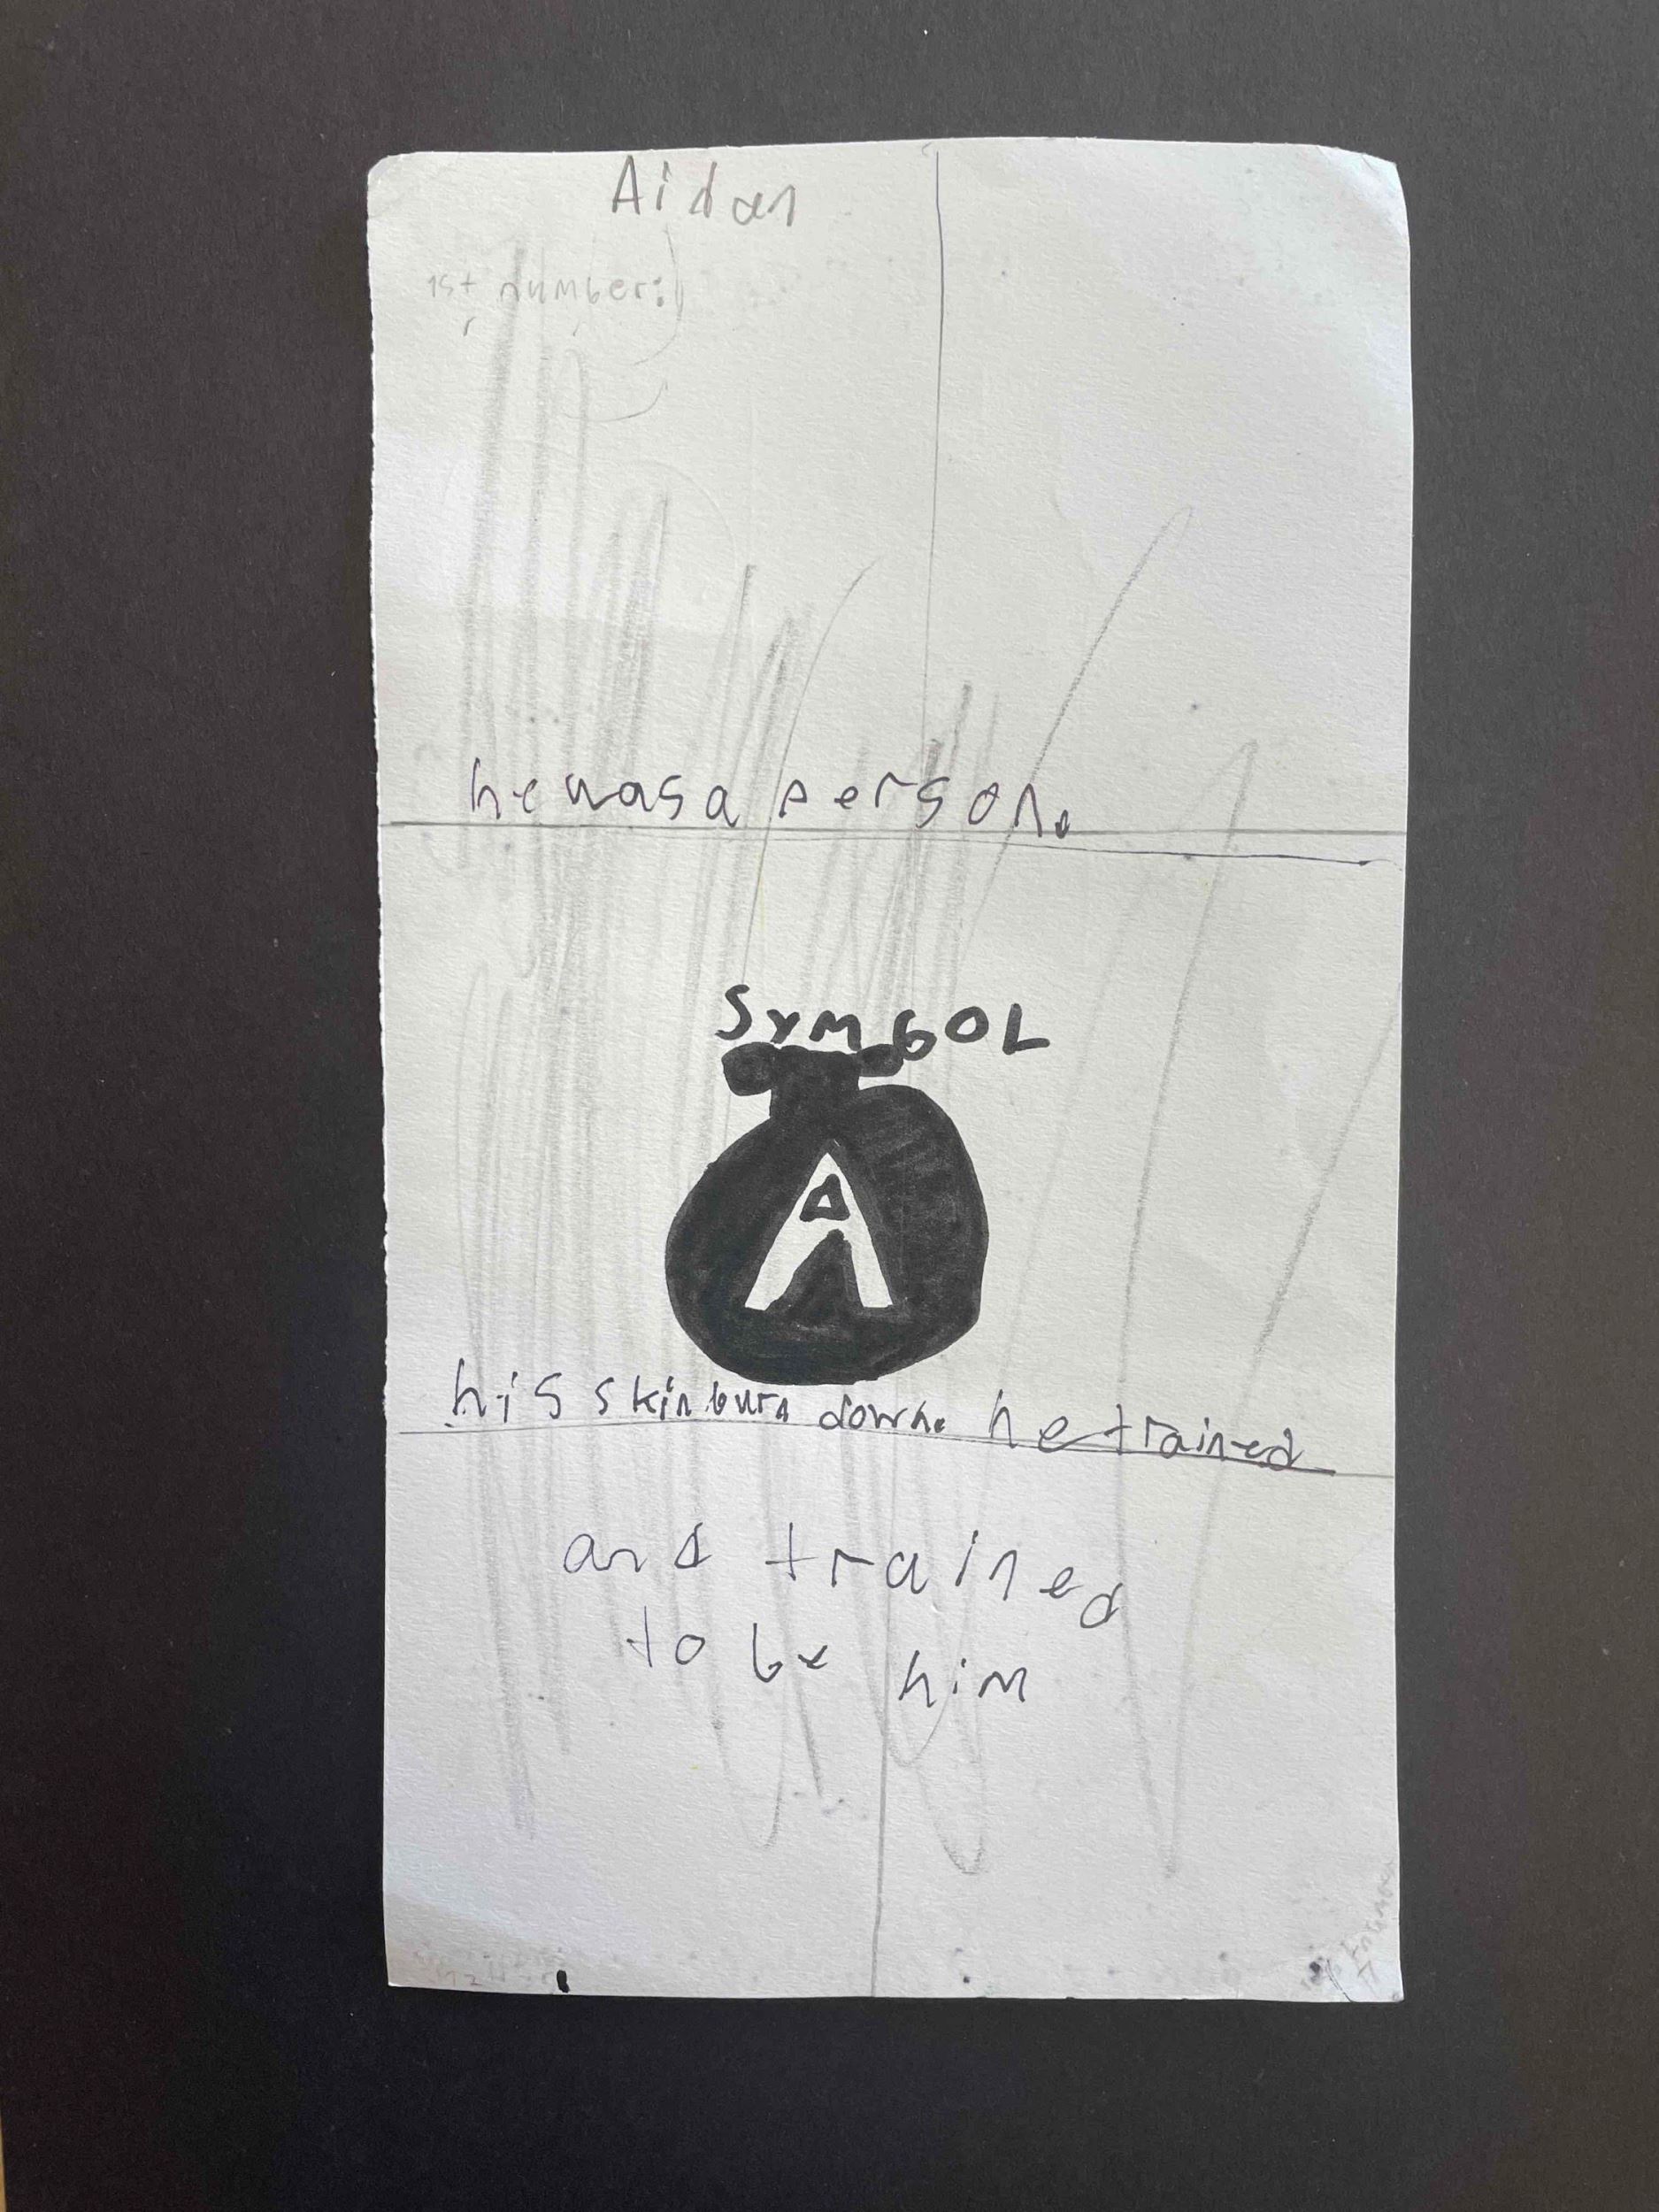 Aidan
1st number:
he was a person.
SYMBOL
A
his skin burn down. he trained
and trained
to be him